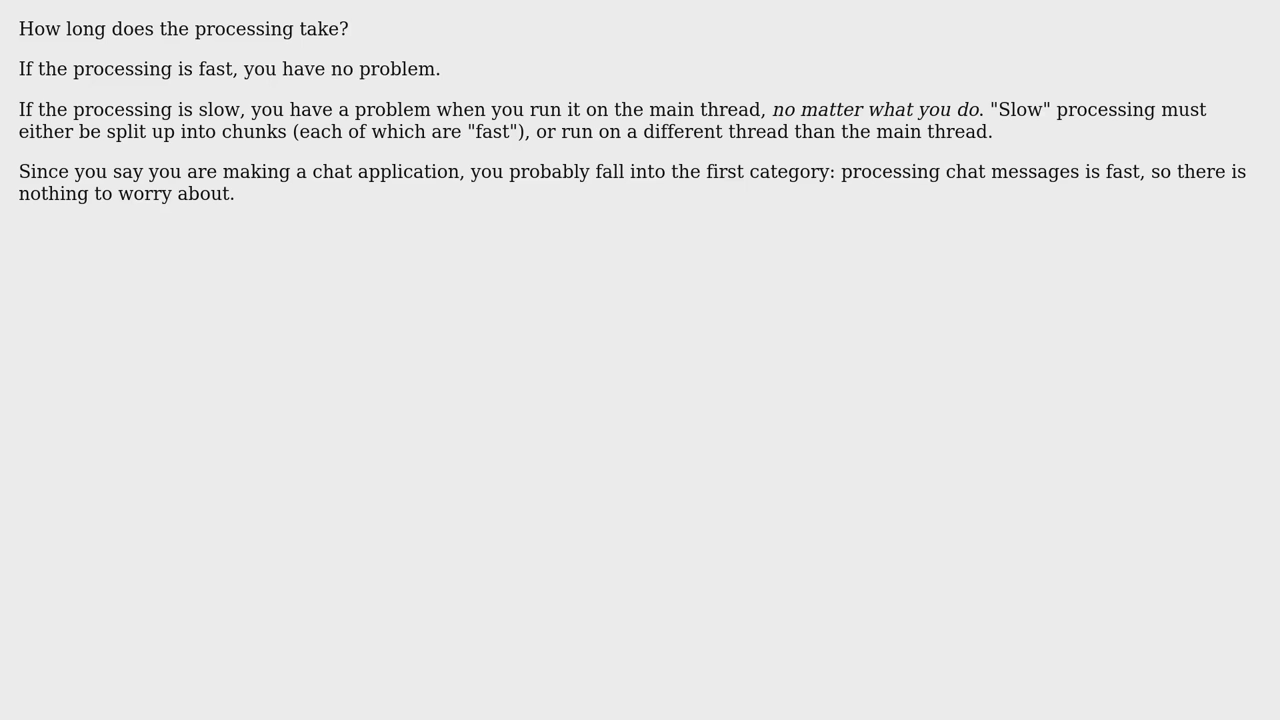 How long does the processing take?
If the processing is fast, you have no problem.
If the processing is slow, you have a problem when you run it on the main thread, no matter what you do. "Slow" processing must
either be split up into chunks (each of which are "fast"), or run on a different thread than the main thread.
Since you say you are making a chat application, you probably fall into the first category: processing chat messages is fast, so there is
nothing to worry about.